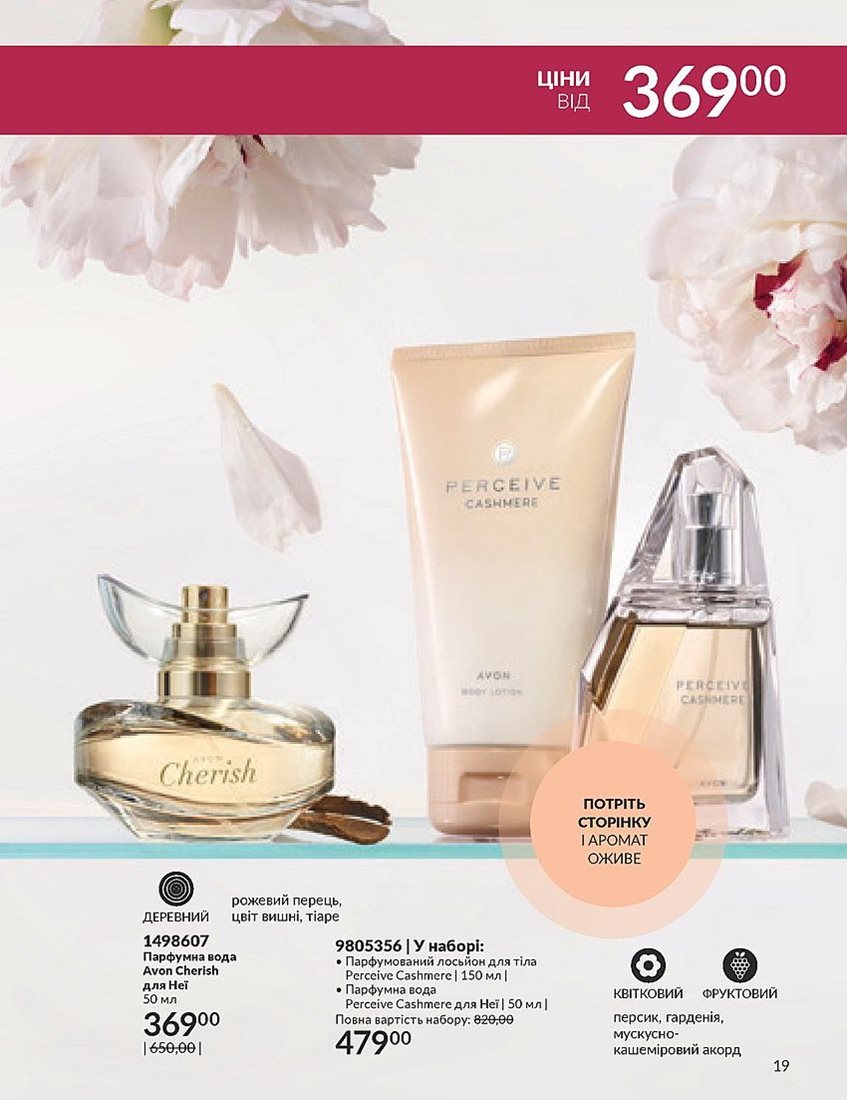 ЦІНИ
ВІД
369⁰⁰
PERCEIVE
CASHMERE
AVON
BODY LOTION
PERCEIVE
CASHMERE
AVON
AVON
Cherish
ПОТРІТЬ
СТОРІНКУ
І АРОМАТ
ОЖИВЕ
ДЕРЕВНИЙ
рожевий перець,
цвіт вишні, тіаре
1498607
Парфумна вода
Avon Cherish
для Неї
50 мл
369⁰⁰
| 650,00 |
9805356 | У наборі:
• Парфумований лосьйон для тіла
Perceive Cashmere | 150 мл |
• Парфумна вода
Perceive Cashmere для Неї | 50 мл |
Повна вартість набору: 820,00
479⁰⁰
КВІТКОВИЙ
ФРУКТОВИЙ
персик, гарденія,
мускусно-
кашеміровий акорд
19